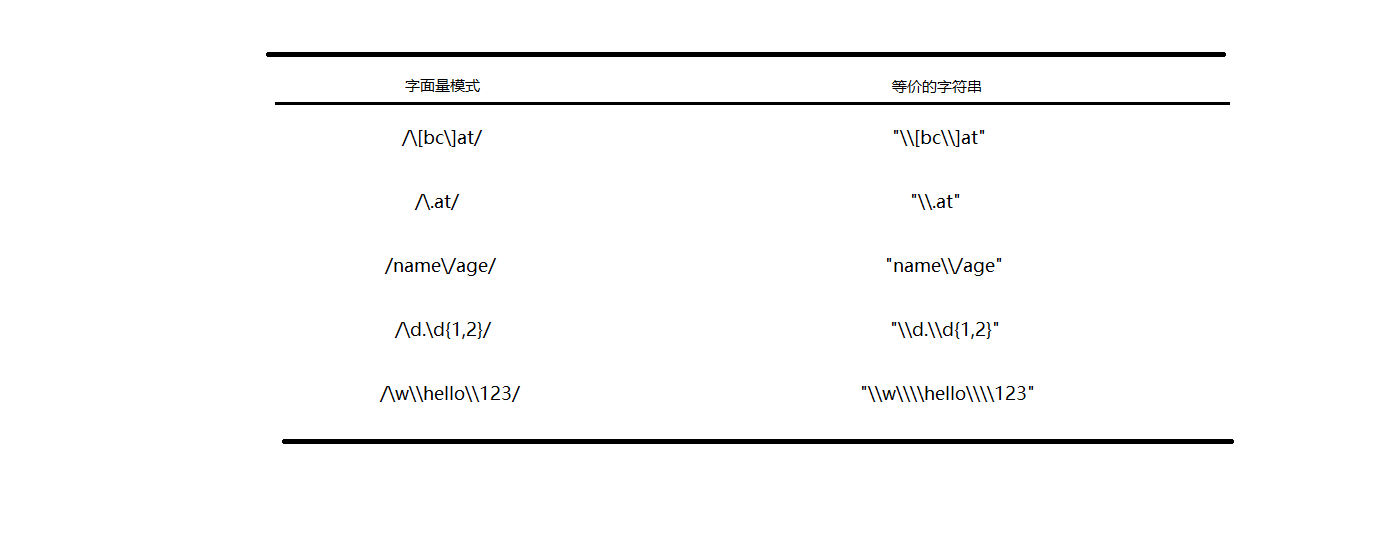 字面量模式 等价的字符串
/\[bc\]at/ "\\[bc\\]at"
/\.at/ "\\.at"
/name\/age/ "name\\/age"
/\d.\d{1,2}/ "\\d.\\d{1,2}"
/\w\\hello\\123/ "\\w\\\\hello\\\\123"